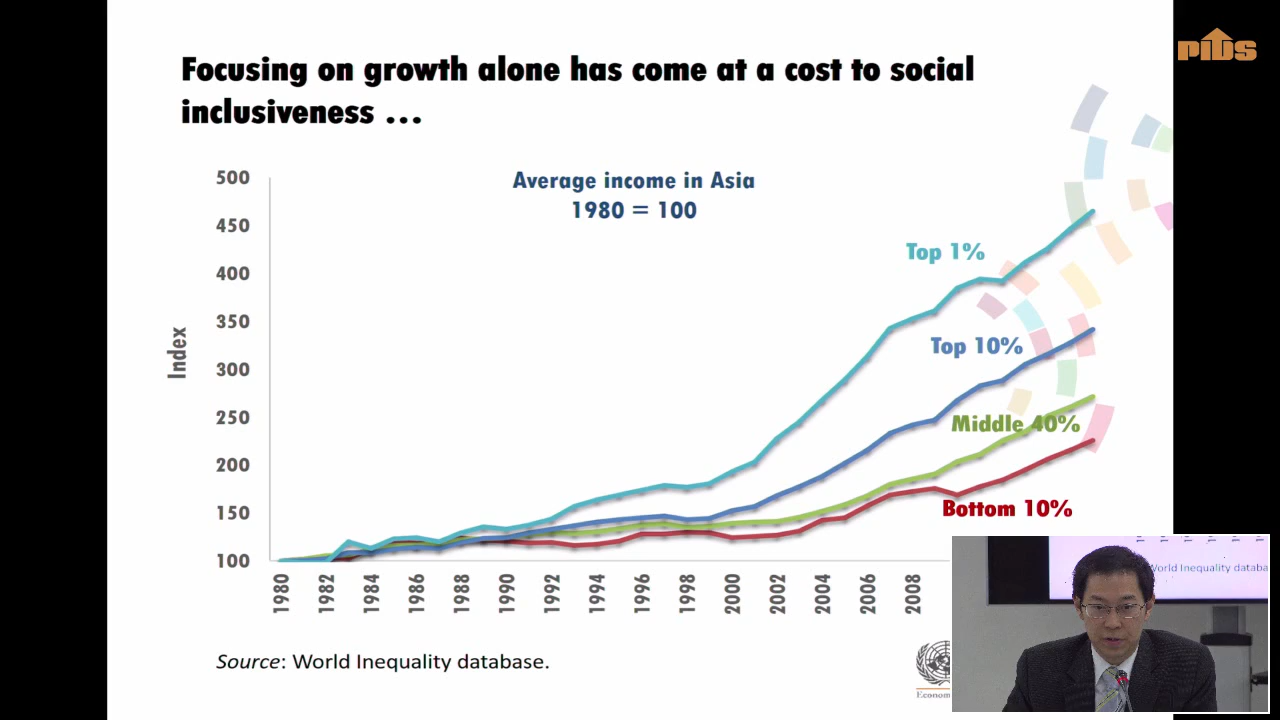 Focusing on growth alone has come at a cost to social
inclusiveness ...
PIDS
Average income in Asia
1980 = 100
Index
500
450
400
350
300
250
200
150
100
Top 1%
Top 10%
Middle 40%
Bottom 10%
1980
1982
1984
1986
1988
1990
1992
1994
1996
1998
2000
2002
2004
2006
2008
Source: World Inequality database.
Econom
World Inequality databa